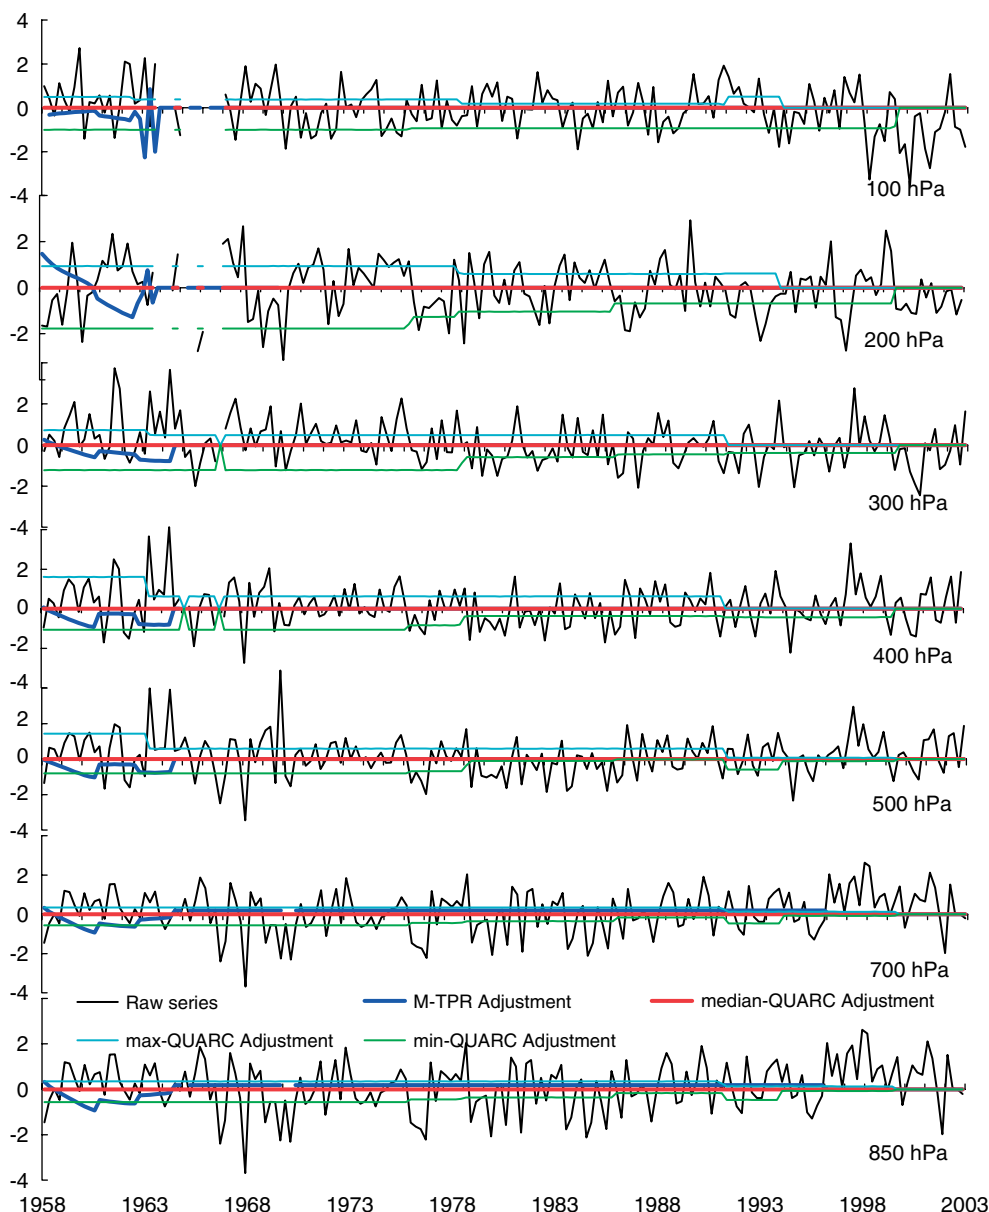 4
2
0
-2
-4
100 hPa
2
0
-2
200 hPa
2
0
-2
-4
300 hPa
2
0
-2
-4
400 hPa
2
0
-2
-4
500 hPa
2
0
-2
-4
700 hPa
Raw series M-TPR Adjustment median-QUARC Adjustment
max-QUARC Adjustment min-QUARC Adjustment
2
0
-2
-4
850 hPa
1958 1963 1968 1973 1978 1983 1988 1993 1998 2003